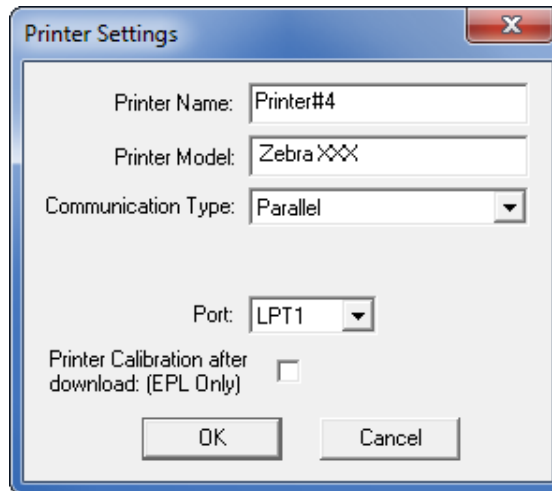 Printer Settings
Printer Name: Printer#4
Printer Model: Zebra XXX
Communication Type: Parallel
Port: LPT1
Printer Calibration after
download: (EPL Only)
OK Cancel